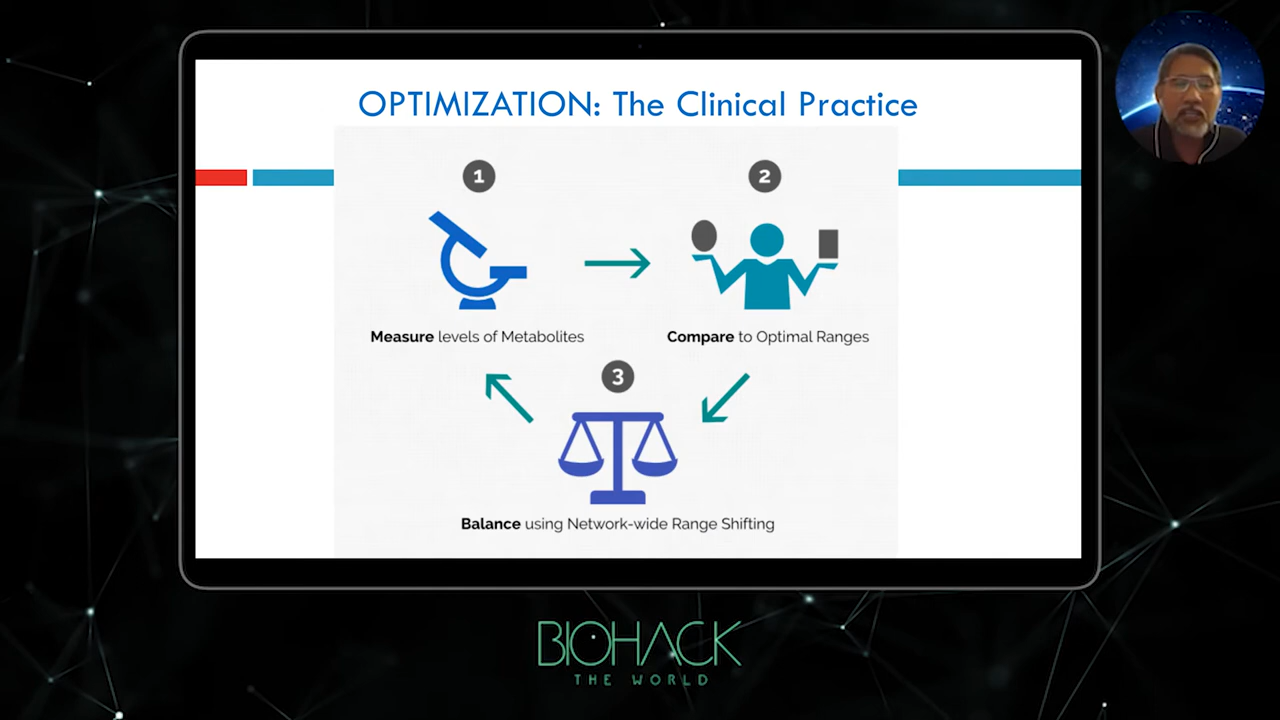 OPTIMIZATION: The Clinical Practice
1
2
Measure levels of Metabolites
Compare to Optimal Ranges
3
Balance using Network-wide Range Shifting
BIOHACK
THE WORLD